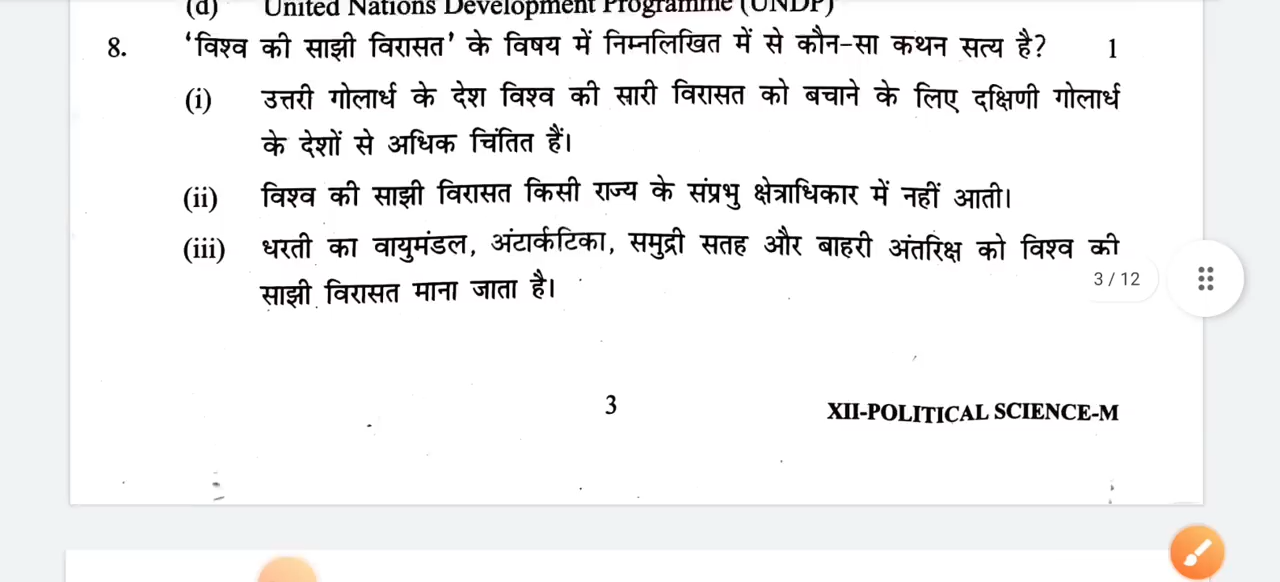 (d) United Nations Development Programme (UNDP)
8. ‘विश्व की साझी विरासत’ के विषय में निम्नलिखित में से कौन-सा कथन सत्य है? 1
(i) उत्तरी गोलार्ध के देश विश्व की सारी विरासत को बचाने के लिए दक्षिणी गोलार्ध
के देशों से अधिक चिंतित हैं।
(ii) विश्व की साझी विरासत किसी राज्य के संप्रभु क्षेत्राधिकार में नहीं आती।
(iii) धरती का वायुमंडल, अंटार्कटिका, समुद्री सतह और बाहरी अंतरिक्ष को विश्व की
साझी विरासत माना जाता है।
3 / 12
3 XII-POLITICAL SCIENCE-M